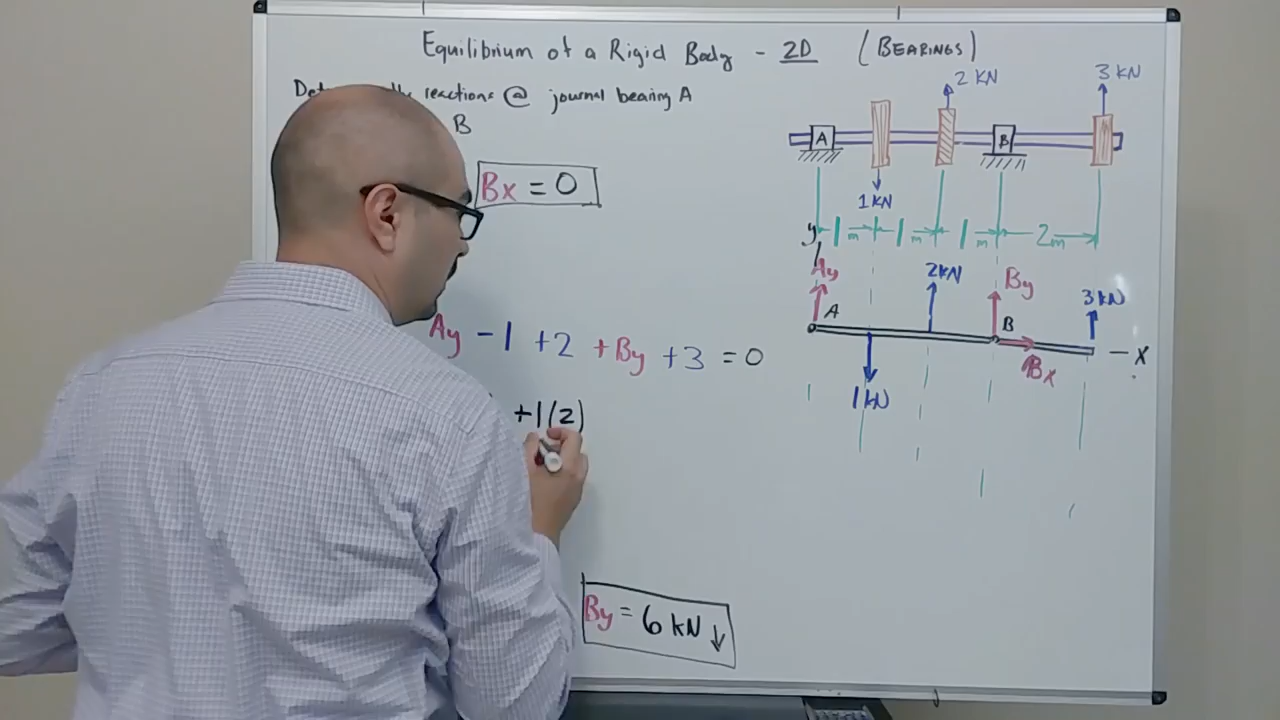 Equilibrium of a Rigid Body - 2D (BEARINGS)
reactions @ journal bearing A
B
Bx = 0
Ay - 1 + 2 + By + 3 = 0
+1(2)
By = 6 kN ↓
2 KN
3 KN
A
B
1 KN
1 m 1 m 1 m 2 m
y
Ay
A
2KN
By
B
3 KN
Bx
- X
1 KN